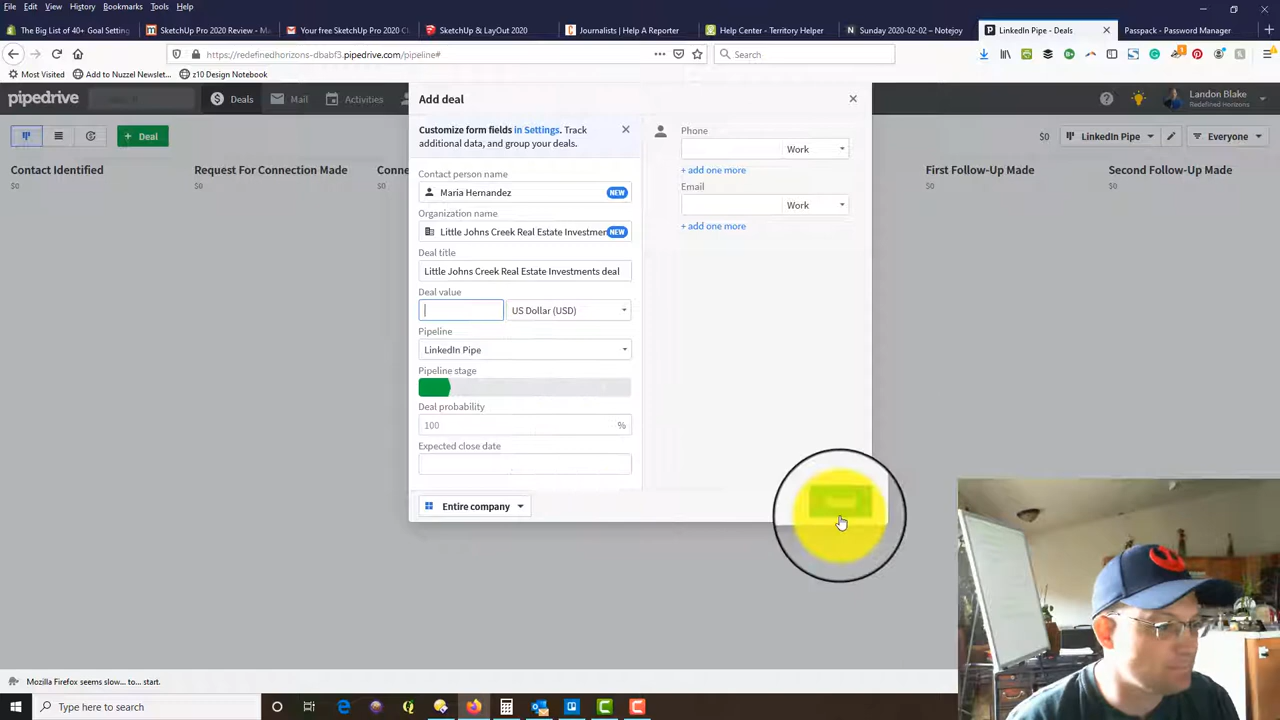 File Edit View History Bookmarks Tools Help
The Big List of 40+ Goal Setting
SketchUp Pro 2020 Review - M
Your free SketchUp Pro 2020 C
SketchUp & LayOut 2020
Journalists | Help A Reporter
Help Center - Territory Helper
Sunday 2020-02-02 - Notejoy
LinkedIn Pipe - Deals
Passpack - Password Manager
https://redefinedhorizons-dbabf3.pipedrive.com/pipeline#
Search
Most Visited
Add to Nuzzel Newslet...
z10 Design Notebook
pipedrive
Deals
Mail
Activities
Landon Blake
Redefined Horizons
Deal
$0
LinkedIn Pipe
Everyone
Contact Identified
$0
Request For Connection Made
$0
Conne
$0
First Follow-Up Made
$0
Second Follow-Up Made
$0
Add deal
Customize form fields in Settings. Track
additional data, and group your deals.
Contact person name
Maria Hernandez
NEW
Organization name
Little Johns Creek Real Estate Investmen
NEW
Deal title
Little Johns Creek Real Estate Investments deal
Deal value
US Dollar (USD)
Pipeline
LinkedIn Pipe
Pipeline stage
Deal probability
100 %
Expected close date
Entire company
Phone
Work
+ add one more
Email
Work
+ add one more
Mozilla Firefox seems slow... to... start.
Type here to search